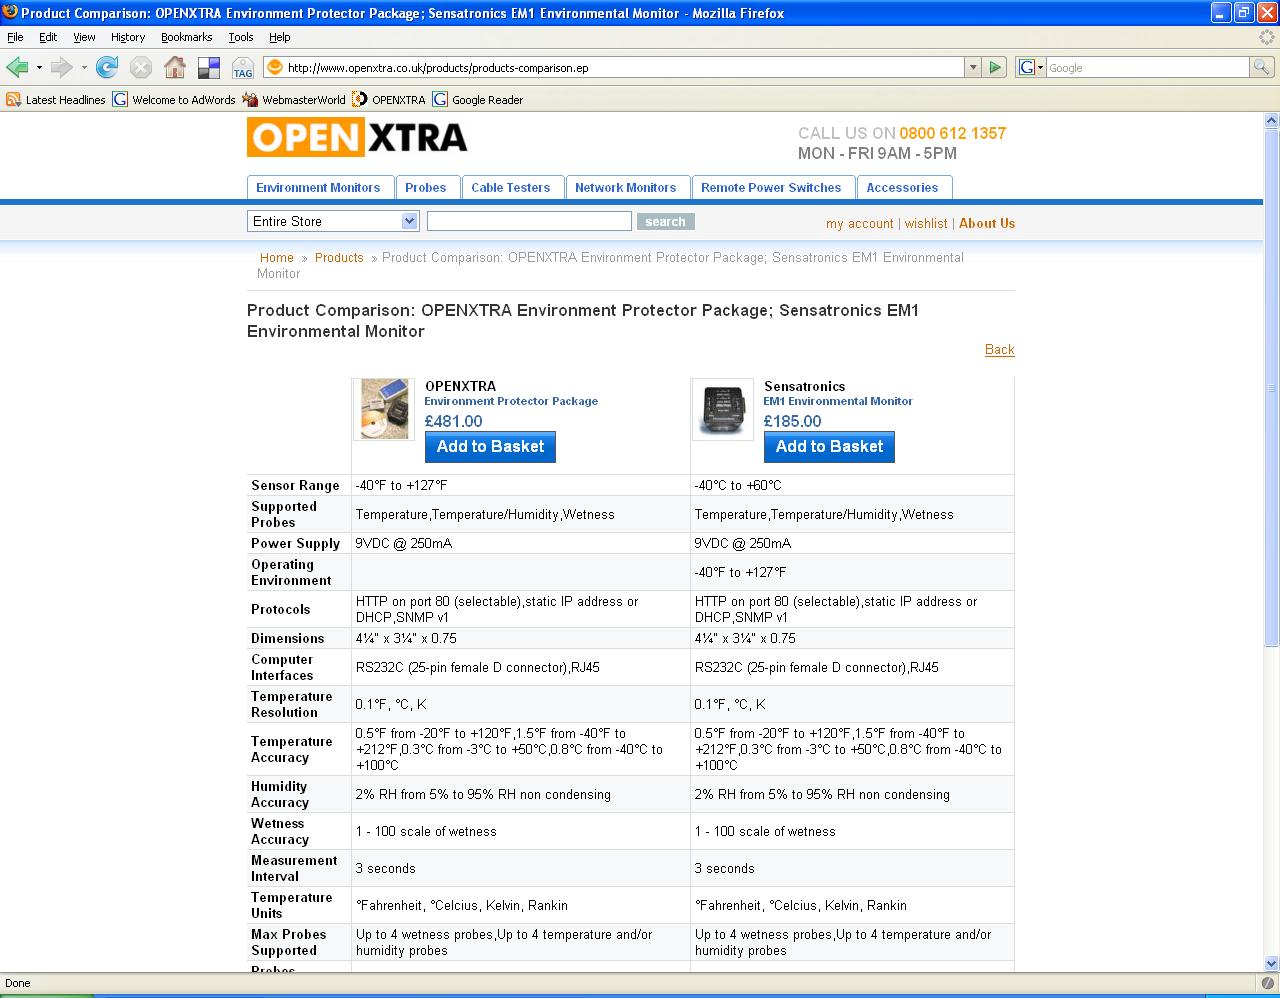 Product Comparison: OPENXTRA Environment Protector Package; Sensatronics EM1 Environmental Monitor - Mozilla Firefox
File Edit View History Bookmarks Tools Help
TAG http://www.openxtra.co.uk/products/products-comparison.ep G Google
Latest Headlines G Welcome to AdWords WebmasterWorld OPENXTRA G Google Reader
OPENXTRA
CALL US ON 0800 612 1357
MON - FRI 9AM - 5PM
Environment Monitors Probes Cable Testers Network Monitors Remote Power Switches Accessories
Entire Store search my account | wishlist | About Us
Home » Products » Product Comparison: OPENXTRA Environment Protector Package; Sensatronics EM1 Environmental
Monitor
Product Comparison: OPENXTRA Environment Protector Package; Sensatronics EM1
Environmental Monitor
Back
OPENXTRA
Environment Protector Package
£481.00
Add to Basket
Sensatronics
EM1 Environmental Monitor
£185.00
Add to Basket
Sensor Range -40°F to +127°F -40°C to +60°C
Supported
Probes
Temperature,Temperature/Humidity,Wetness Temperature,Temperature/Humidity,Wetness
Power Supply 9VDC @ 250mA 9VDC @ 250mA
Operating
Environment
-40°F to +127°F
Protocols
HTTP on port 80 (selectable),static IP address or
DHCP,SNMP v1
HTTP on port 80 (selectable),static IP address or
DHCP,SNMP v1
Dimensions 4¼" x 3¼" x 0.75 4¼" x 3¼" x 0.75
Computer
Interfaces
RS232C (25-pin female D connector),RJ45 RS232C (25-pin female D connector),RJ45
Temperature
Resolution
0.1°F, °C, K 0.1°F, °C, K
Temperature
Accuracy
0.5°F from -20°F to +120°F,1.5°F from -40°F to
+212°F,0.3°C from -3°C to +50°C,0.8°C from -40°C to
+100°C
0.5°F from -20°F to +120°F,1.5°F from -40°F to
+212°F,0.3°C from -3°C to +50°C,0.8°C from -40°C to
+100°C
Humidity
Accuracy
2% RH from 5% to 95% RH non condensing 2% RH from 5% to 95% RH non condensing
Wetness
Accuracy
1 - 100 scale of wetness 1 - 100 scale of wetness
Measurement
Interval
3 seconds 3 seconds
Temperature
Units
°Fahrenheit, °Celcius, Kelvin, Rankin °Fahrenheit, °Celcius, Kelvin, Rankin
Max Probes
Supported
Up to 4 wetness probes,Up to 4 temperature and/or
humidity probes
Up to 4 wetness probes,Up to 4 temperature and/or
humidity probes
Probes
Done